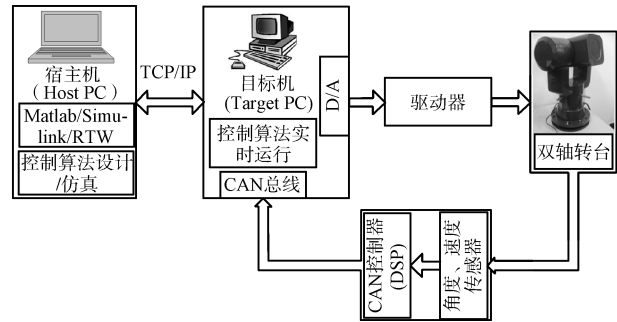 宿主机
（Host PC）
Matlab/Simu-
link/RTW
控制算法设计
/仿真
TCP/IP
目标机
(Target PC)
控制算法实
时运行
CAN总线
D/A
驱动器
双轴转台
CAN控制器
(DSP)
角度、速度
传感器